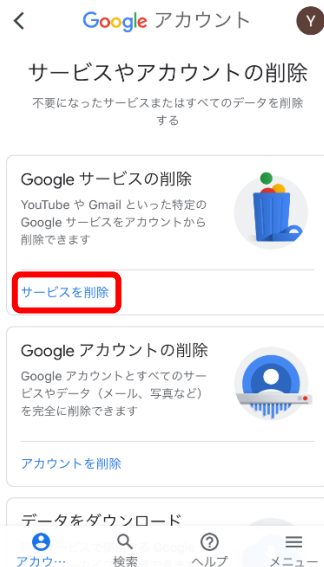 Google アカウント
Y
サービスやアカウントの削除
不要になったサービスまたはすべてのデータを削除
する
Google サービスの削除
YouTube や Gmail といった特定の
Google サービスをアカウントから
削除できます
サービスを削除
Google アカウントの削除
Google アカウントとすべてのサー
ビスやデータ（メール、写真など）
を完全に削除できます
アカウントを削除
データをダウンロード
アカウ…
検索
ヘルプ
メニュー